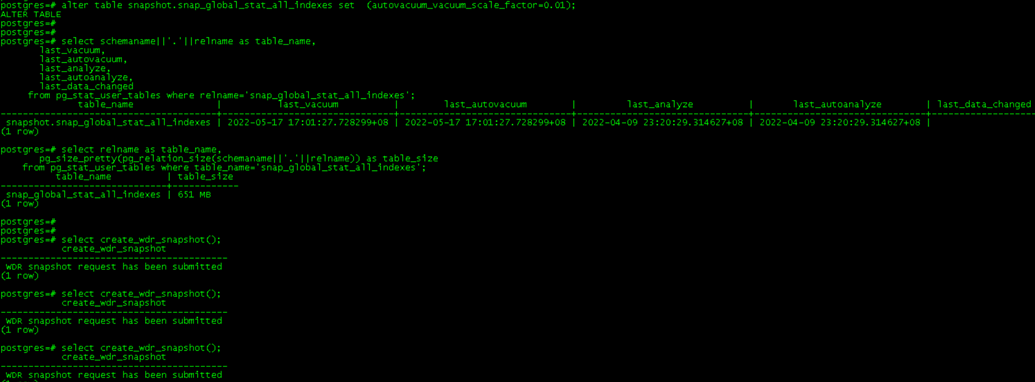 postgres=# alter table snapshot.snap_global_stat_all_indexes set  (autovacuum_vacuum_scale_factor=0.01);
ALTER TABLE
postgres=#
postgres=#
postgres=# select schemaname||'.'||relname as table_name,
       last_vacuum,
       last_autovacuum,
       last_analyze,
       last_autoanalyze,
       last_data_changed
     from pg_stat_user_tables where relname='snap_global_stat_all_indexes';
              table_name               |          last_vacuum          |        last_autovacuum        |         last_analyze          |       last_autoanalyze        | last_data_changed
---------------------------------------+-------------------------------+-------------------------------+-------------------------------+-------------------------------+-------------------
 snapshot.snap_global_stat_all_indexes | 2022-05-17 17:01:27.728299+08 | 2022-05-17 17:01:27.728299+08 | 2022-04-09 23:20:29.314627+08 | 2022-04-09 23:20:29.314627+08 |
(1 row)
postgres=# select relname as table_name,
       pg_size_pretty(pg_relation_size(schemaname||'.'||relname)) as table_size
    from pg_stat_user_tables where table_name='snap_global_stat_all_indexes';
          table_name          | table_size
------------------------------+------------
 snap_global_stat_all_indexes | 651 MB
(1 row)
postgres=#
postgres=#
postgres=# select create_wdr_snapshot();
           create_wdr_snapshot
-----------------------------------------
 WDR snapshot request has been submitted
(1 row)
postgres=# select create_wdr_snapshot();
           create_wdr_snapshot
-----------------------------------------
 WDR snapshot request has been submitted
(1 row)
postgres=# select create_wdr_snapshot();
           create_wdr_snapshot
-----------------------------------------
 WDR snapshot request has been submitted